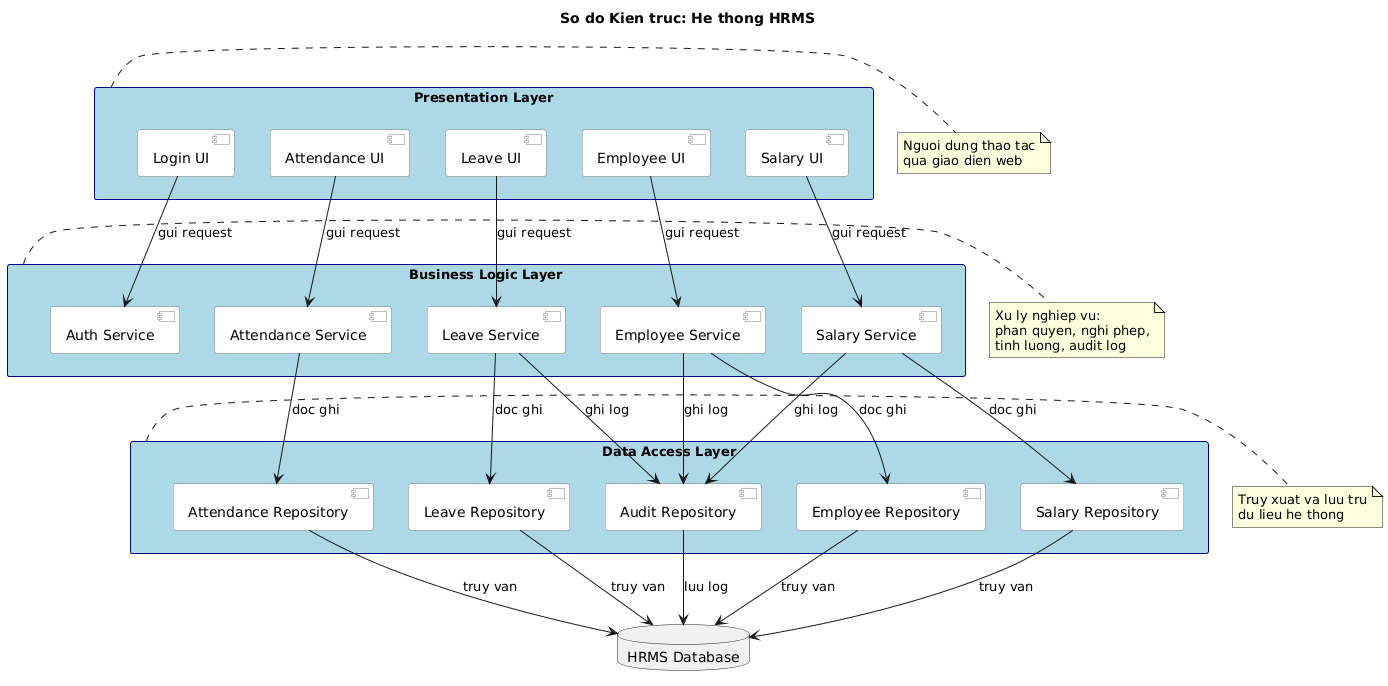 So do Kien truc: He thong HRMS
Presentation Layer
Login UI
Attendance UI
Leave UI
Employee UI
Salary UI
Nguoi dung thao tac
qua giao dien web
gui request
gui request
gui request
gui request
gui request
Business Logic Layer
Auth Service
Attendance Service
Leave Service
Employee Service
Salary Service
Xu ly nghiep vu:
phan quyen, nghi phep,
tinh luong, audit log
doc ghi
doc ghi
ghi log
ghi log
ghi log
doc ghi
doc ghi
Data Access Layer
Attendance Repository
Leave Repository
Audit Repository
Employee Repository
Salary Repository
Truy xuat va luu tru
du lieu he thong
truy van
truy van
luu log
truy van
truy van
HRMS Database